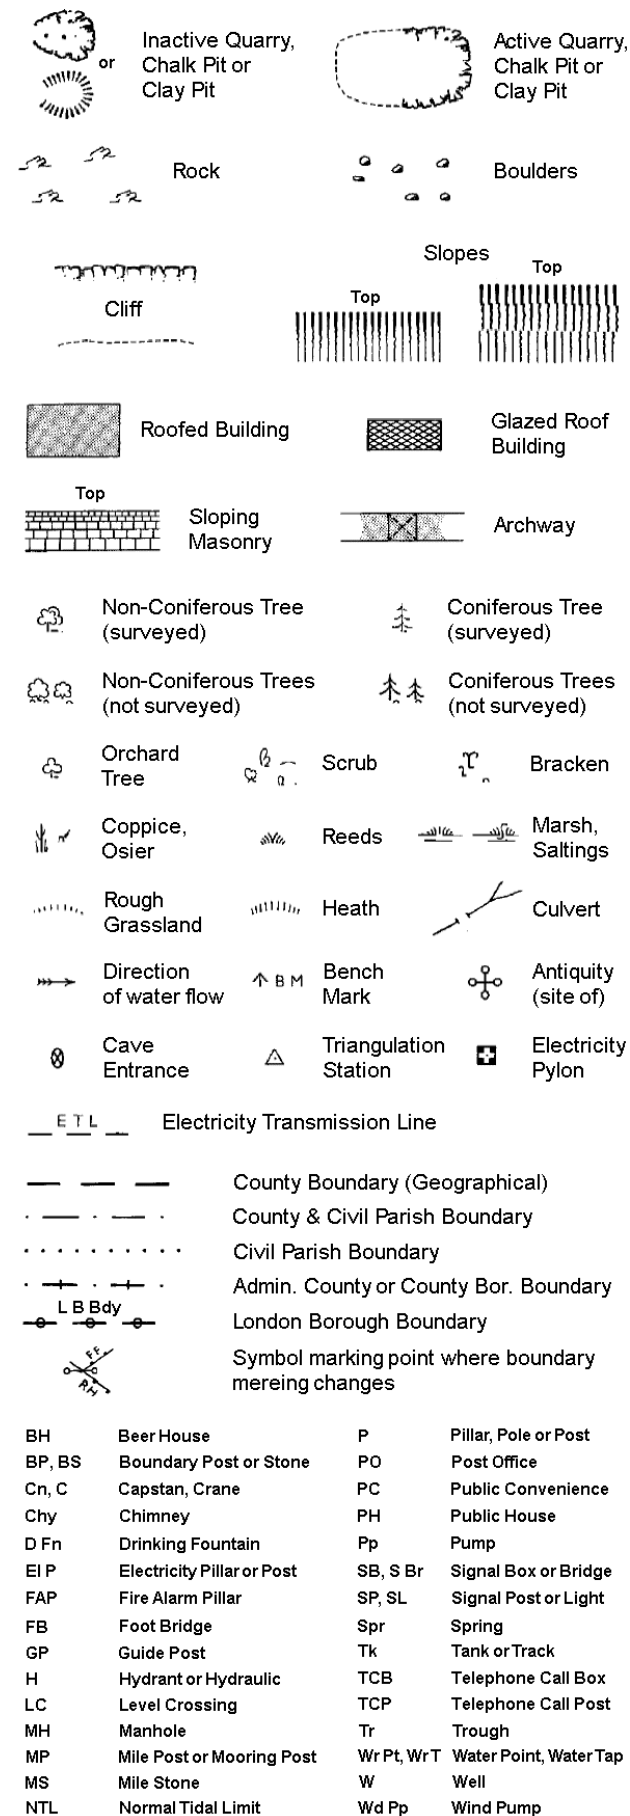 or
Inactive Quarry,
Chalk Pit or
Clay Pit
Active Quarry,
Chalk Pit or
Clay Pit
Rock
Boulders
Cliff
Slopes
Top
Top
Roofed Building
Glazed Roof
Building
Top
Sloping
Masonry
Archway
Non-Coniferous Tree
(surveyed)
Coniferous Tree
(surveyed)
Non-Coniferous Trees
(not surveyed)
Coniferous Trees
(not surveyed)
Orchard
Tree
Scrub
Bracken
Coppice,
Osier
Reeds
Marsh,
Saltings
Rough
Grassland
Heath
Culvert
Direction
of water flow
B M
Bench
Mark
Antiquity
(site of)
Cave
Entrance
Triangulation
Station
Electricity
Pylon
E T L
Electricity Transmission Line
County Boundary (Geographical)
County & Civil Parish Boundary
Civil Parish Boundary
Admin. County or County Bor. Boundary
L B Bdy
London Borough Boundary
FF
RH
Symbol marking point where boundary
mereing changes
BH Beer House
BP, BS Boundary Post or Stone
Cn, C Capstan, Crane
Chy Chimney
D Fn Drinking Fountain
El P Electricity Pillar or Post
FAP Fire Alarm Pillar
FB Foot Bridge
GP Guide Post
H Hydrant or Hydraulic
LC Level Crossing
MH Manhole
MP Mile Post or Mooring Post
MS Mile Stone
NTL Normal Tidal Limit
P Pillar, Pole or Post
PO Post Office
PC Public Convenience
PH Public House
Pp Pump
SB, S Br Signal Box or Bridge
SP, SL Signal Post or Light
Spr Spring
Tk Tank or Track
TCB Telephone Call Box
TCP Telephone Call Post
Tr Trough
Wr Pt, Wr T Water Point, Water Tap
W Well
Wd Pp Wind Pump